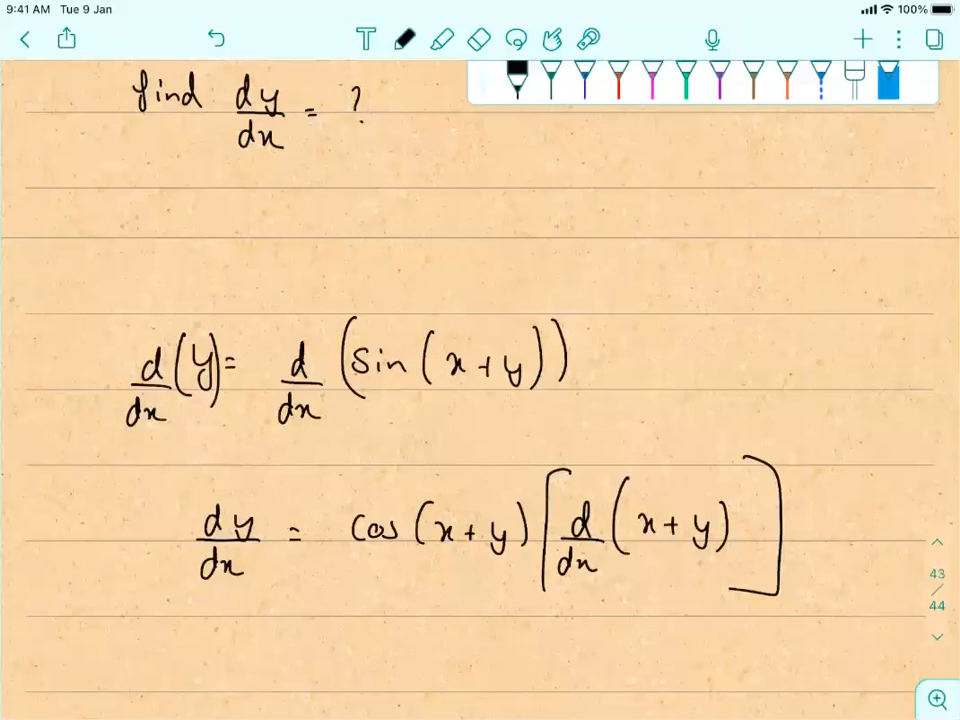 9:41 AM Tue 9 Jan
100%
T
find dy/dx = ?
d/dx (y) = d/dx (sin(x+y))
dy/dx = cos(x+y) [d/dx (x+y)]
43
/
44